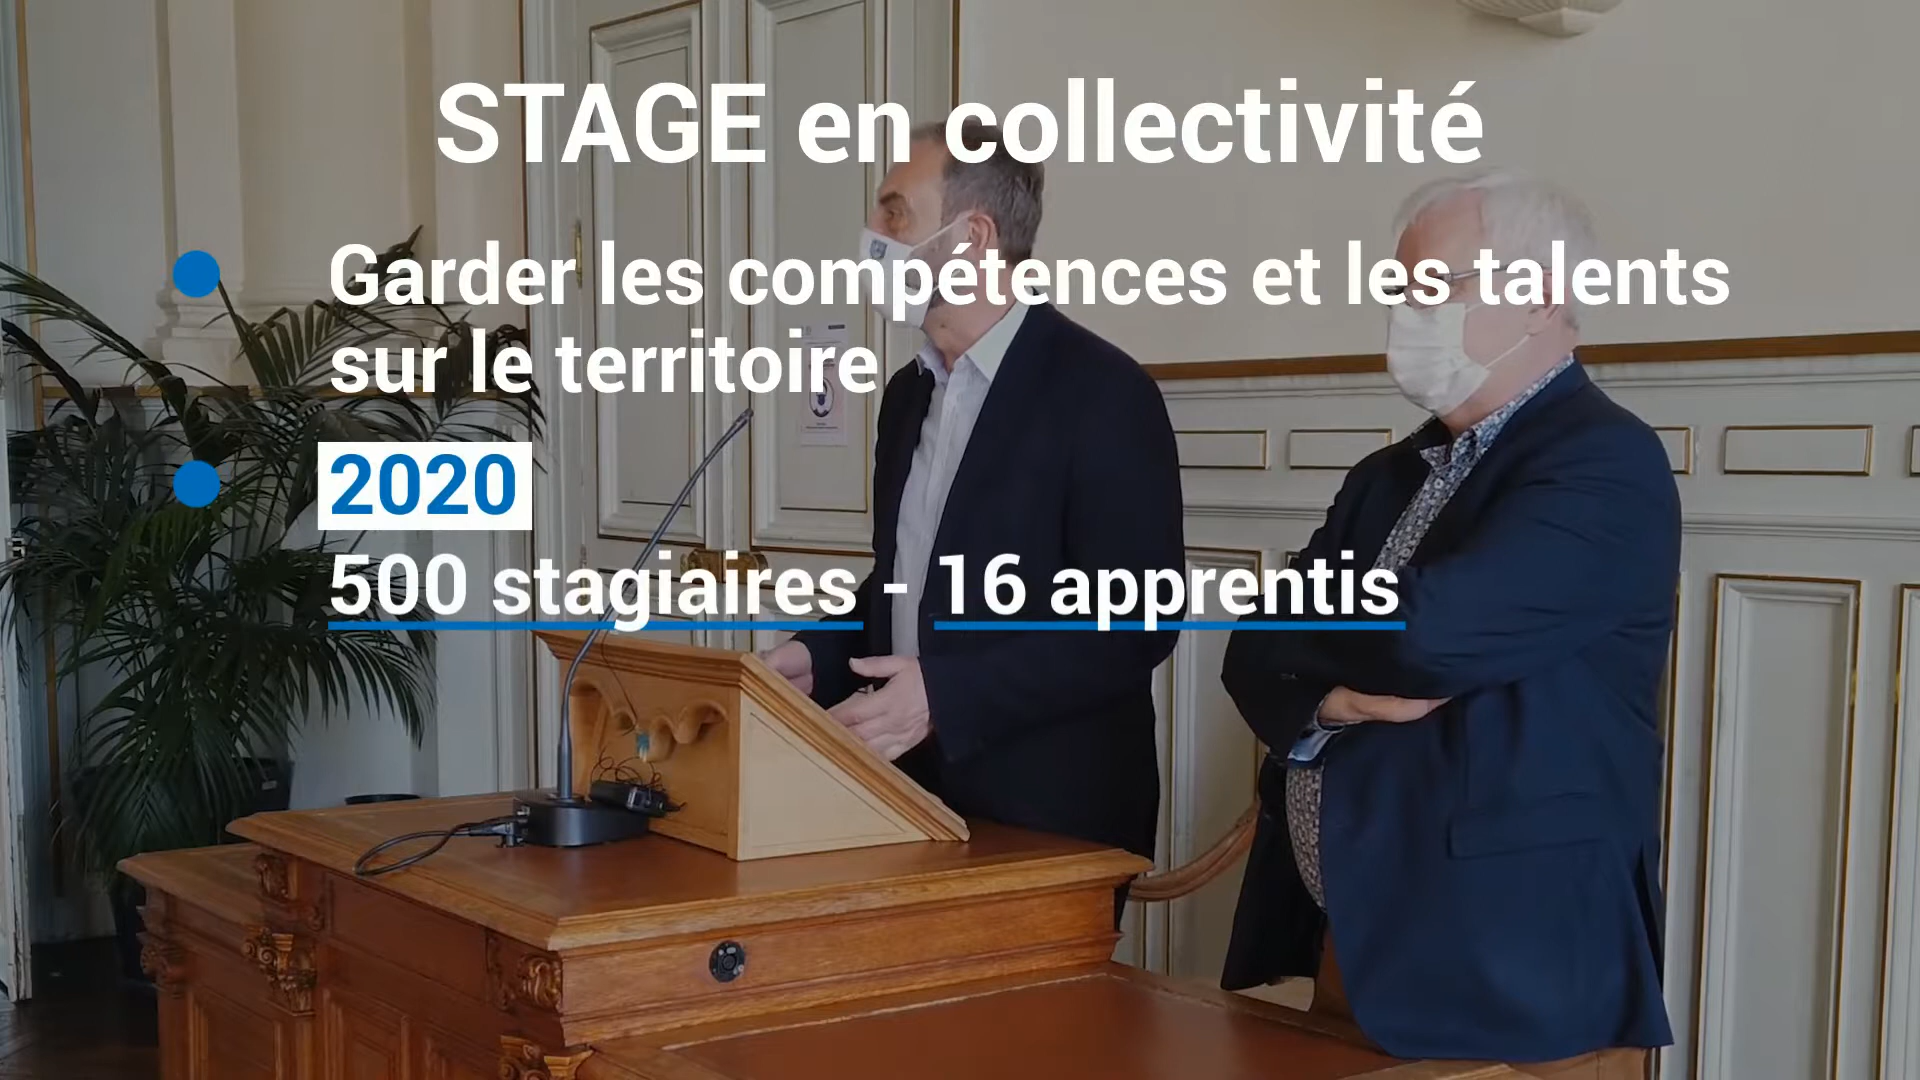 STAGE en collectivité
Garder les compétences et les talents
sur le territoire
2020
500 stagiaires - 16 apprentis